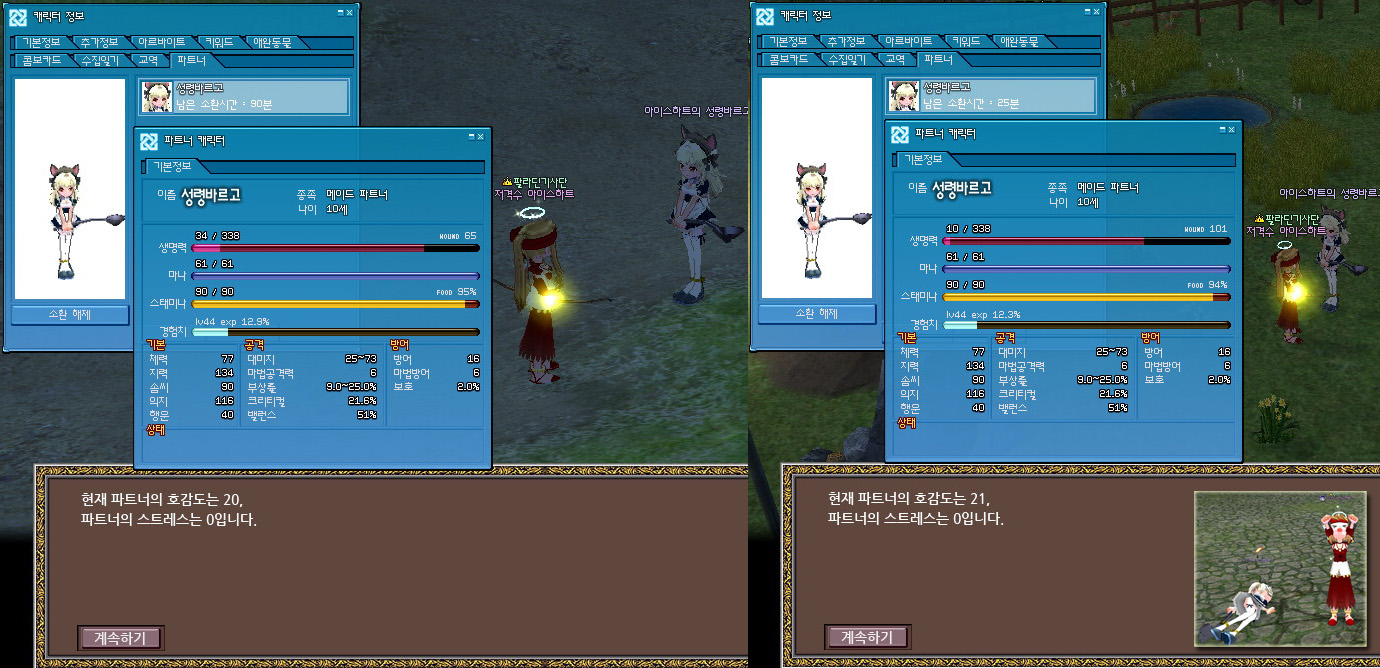 캐릭터 정보
기본정보 추가정보 아르바이트 키워드 애완동물
콤보카드 수집일기 교역 파트너
성령바르고
남은 소환시간 : 90분
소환 해제
파트너 캐릭터
기본정보
이름 성령바르고
종족 메이드 파트너
나이 10세
34 / 338 WOUND 65
생명력
61 / 61
마나
90 / 90 FOOD 95%
스태미나
lv44 exp 12.9%
경험치
기본 공격 방어
체력 77 대미지 25~73 방어 16
지력 134 마법공격력 6 마법방어 6
솜씨 90 부상률 9.0~25.0% 보호 2.0%
의지 116 크리티컬 21.6%
행운 40 밸런스 51%
상태
아이스하트의 성령바르고
팔라딘기사단
저격수 아이스하트
현재 파트너의 호감도는 20,
파트너의 스트레스는 0입니다.
계속하기
캐릭터 정보
기본정보 추가정보 아르바이트 키워드 애완동물
콤보카드 수집일기 교역 파트너
성령바르고
남은 소환시간 : 25분
소환 해제
파트너 캐릭터
기본정보
이름 성령바르고
종족 메이드 파트너
나이 10세
10 / 338 WOUND 101
생명력
61 / 61
마나
90 / 90 FOOD 94%
스태미나
lv44 exp 12.3%
경험치
기본 공격 방어
체력 77 대미지 25~73 방어 16
지력 134 마법공격력 6 마법방어 6
솜씨 90 부상률 9.0~25.0% 보호 2.0%
의지 116 크리티컬 21.6%
행운 40 밸런스 51%
상태
아이스하트의 성령바르
팔라딘기사단
저격수 아이스하트
현재 파트너의 호감도는 21,
파트너의 스트레스는 0입니다.
계속하기